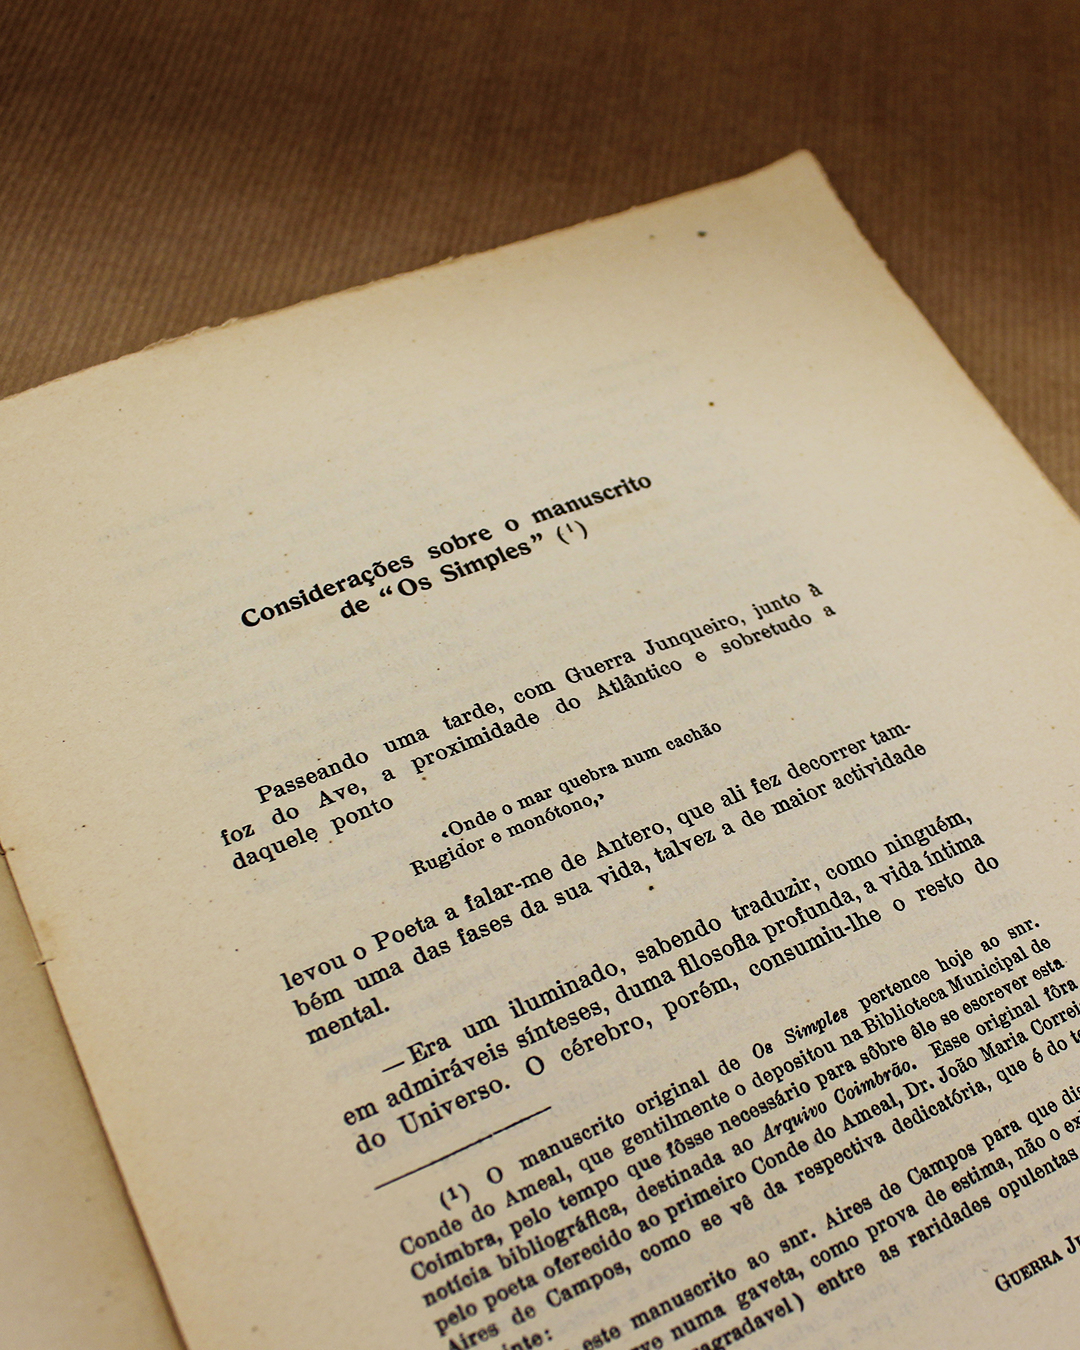 Considerações sobre o manuscrito
de “Os Simples” (¹)
Passeando uma tarde, com Guerra Junqueiro, junto à
foz do Ave, a proximidade do Atlântico e sobretudo a
daquele ponto
‹Onde o mar quebra num cachão
Rugidor e monótono,›
levou o Poeta a falar-me de Antero, que ali fez decorrer tam-
bém uma das fases da sua vida, talvez a de maior actividade
mental.
—Era um iluminado, sabendo traduzir, como ninguém,
em admiráveis sínteses, duma filosofia profunda, a vida íntima
do Universo. O cérebro, porém, consumiu-lhe o resto do
(¹) O manuscrito original de Os Simples pertence hoje ao snr.
Conde do Ameal, que gentilmente o depositou na Biblioteca Municipal de
Coimbra, pelo tempo que fôsse necessário para sôbre êle se escrever esta
notícia bibliográfica, destinada ao Arquivo Coimbrão. Esse original fôra
pelo poeta oferecido ao primeiro Conde do Ameal, Dr. João Maria Correi
Aires de Campos, como se vê da respectiva dedicatória, que é do
este manuscrito ao snr. Aires de Campos para que
numa gaveta, como prova de estima, não o
entre as raridades opulentas
GUERRA